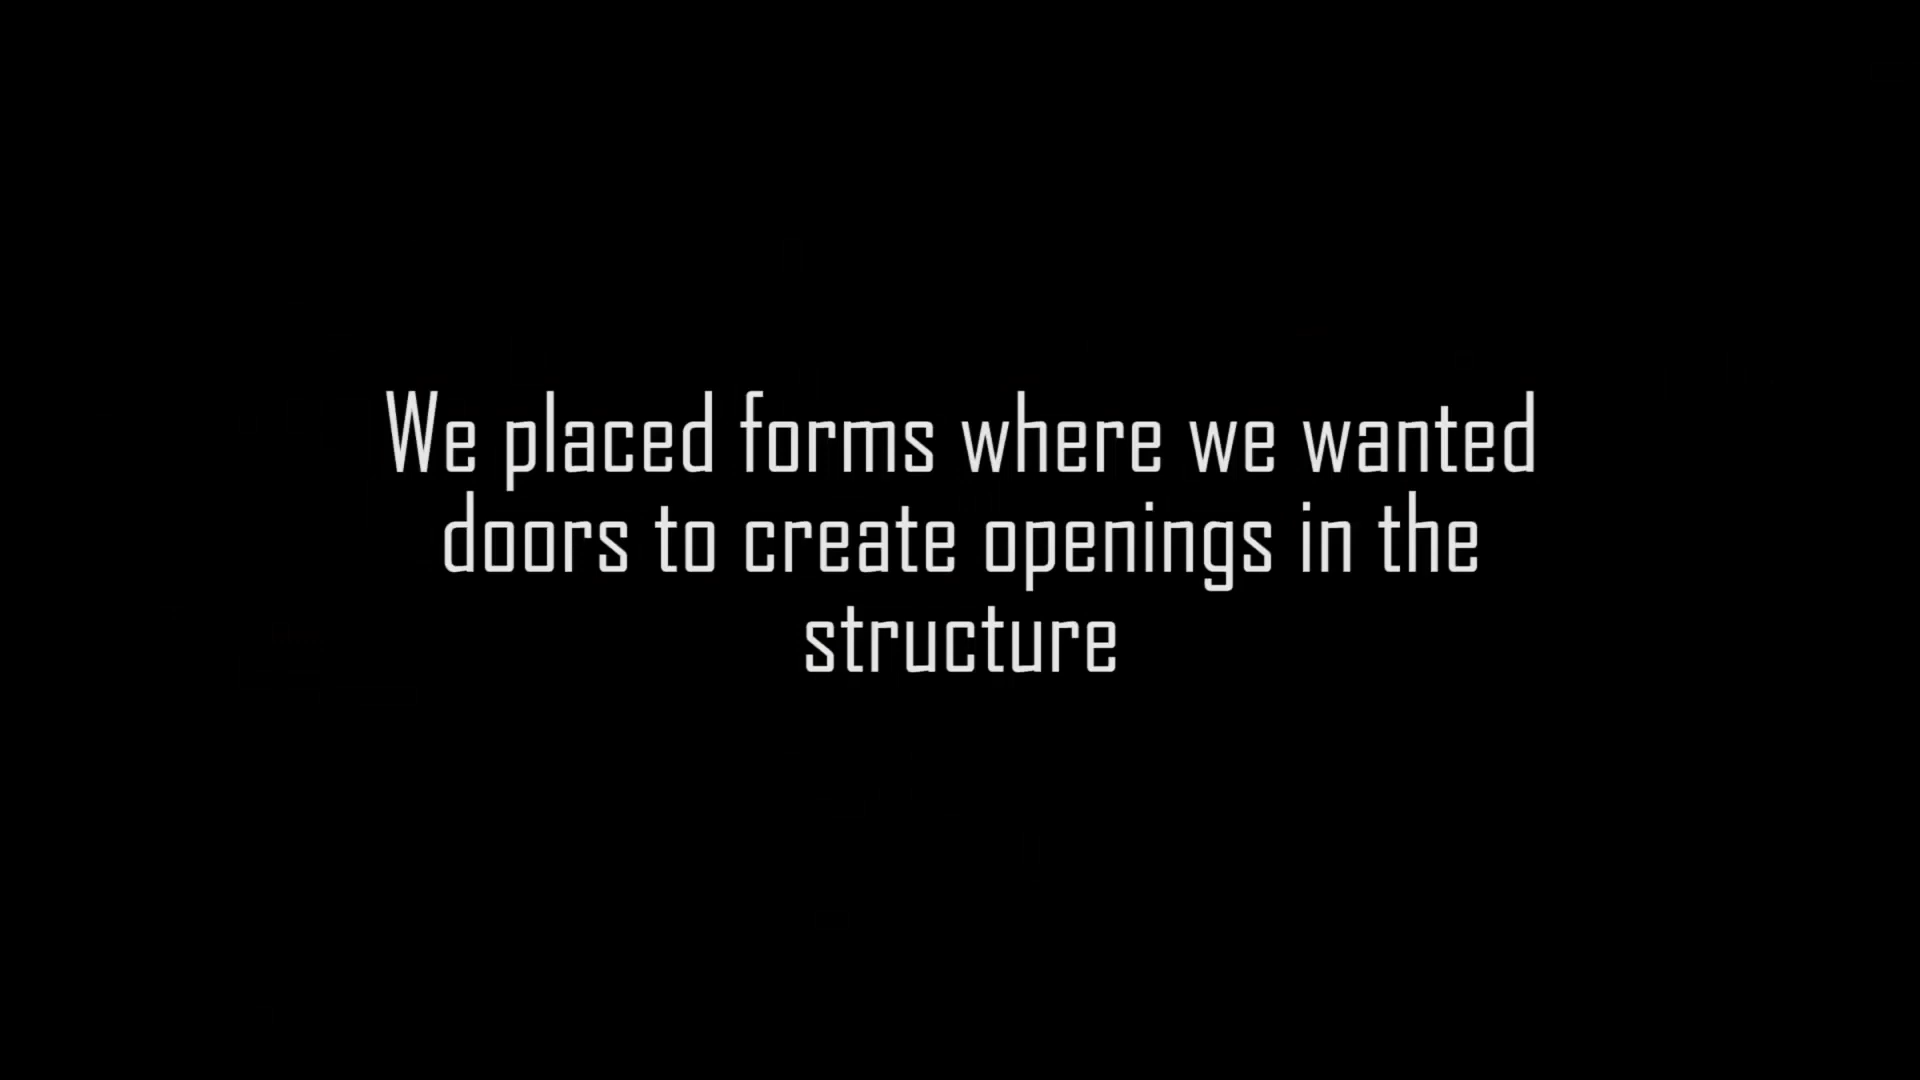 We placed forms where we wanted
doors to create openings in the
structure